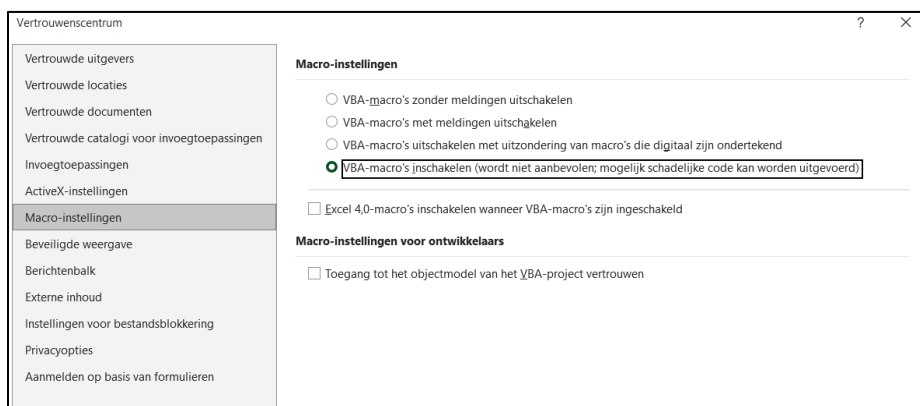 Vertrouwenscentrum ? ×
Vertrouwde uitgevers
Vertrouwde locaties
Vertrouwde documenten
Vertrouwde catalogi voor invoegtoepassingen
Invoegtoepassingen
ActiveX-instellingen
Macro-instellingen
Beveiligde weergave
Berichtenbalk
Externe inhoud
Instellingen voor bestandsblokkering
Privacyopties
Aanmelden op basis van formulieren
Macro-instellingen
VBA-macro's zonder meldingen uitschakelen
VBA-macro's met meldingen uitschakelen
VBA-macro's uitschakelen met uitzondering van macro's die digitaal zijn ondertekend
VBA-macro's inschakelen (wordt niet aanbevolen; mogelijk schadelijke code kan worden uitgevoerd)
Excel 4,0-macro's inschakelen wanneer VBA-macro's zijn ingeschakeld
Macro-instellingen voor ontwikkelaars
Toegang tot het objectmodel van het VBA-project vertrouwen